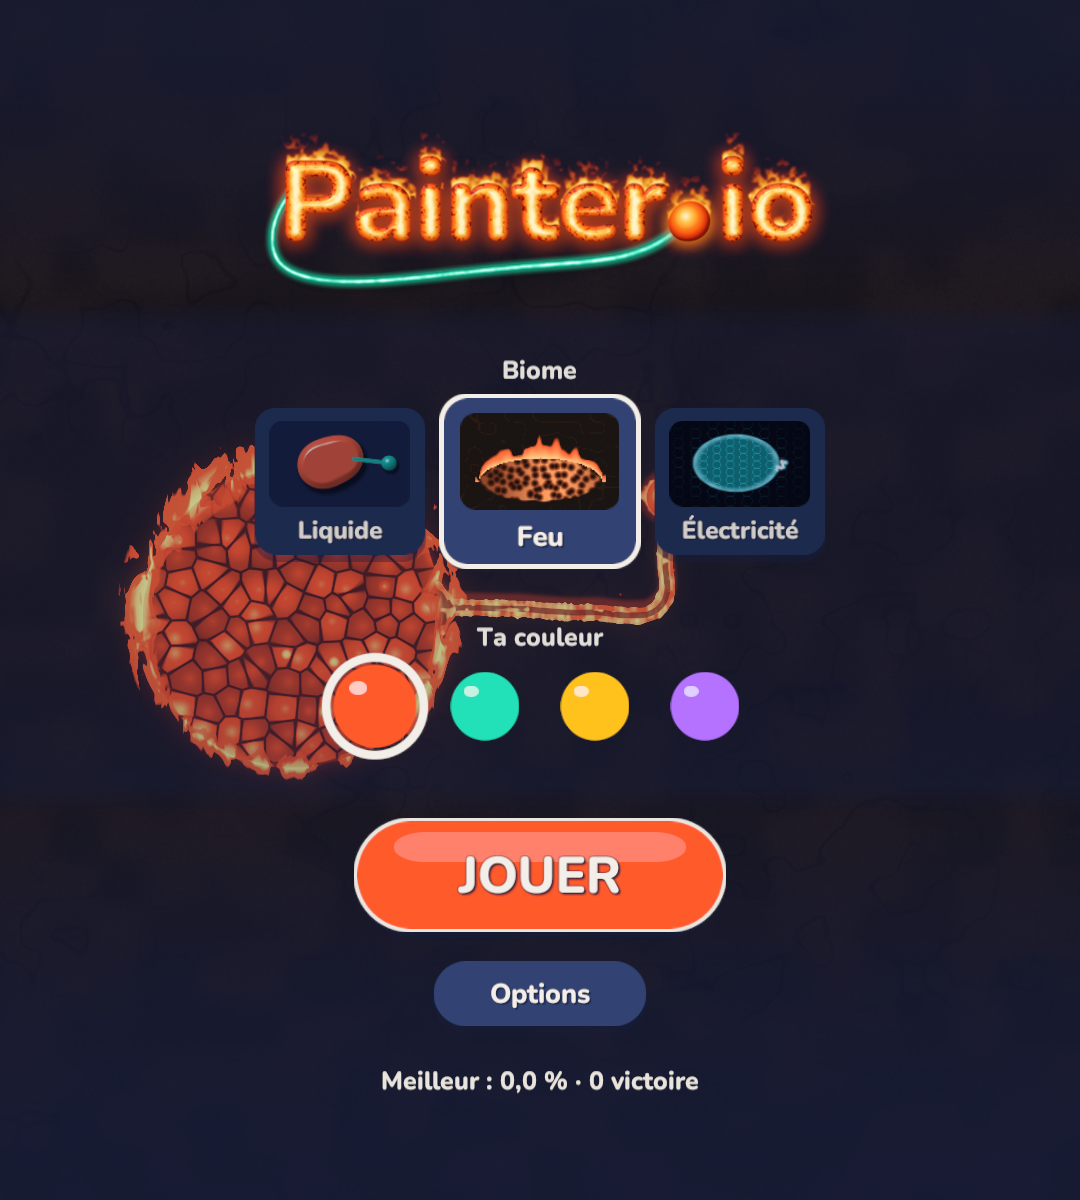 Painter.io
Biome
Liquide
Feu
Électricité
Ta couleur
JOUER
Options
Meilleur : 0,0 % · 0 victoire